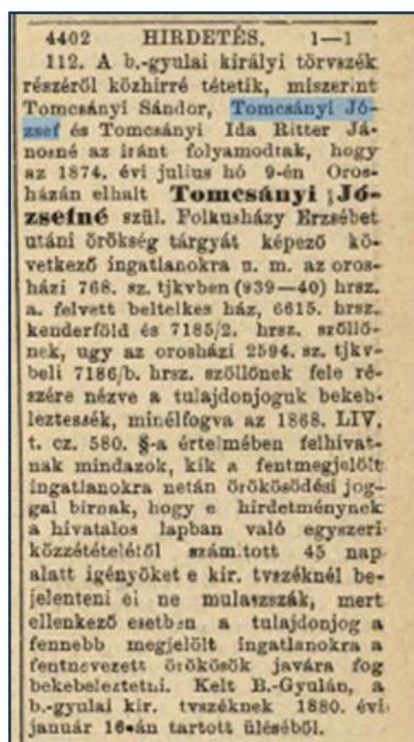 4402 HIRDETÉS. 1—1
112. A b.-gyulai királyi törvszék
részéről közhirré tétetik, miszerint
Tomcsányi Sándor, Tomcsányi Jó-
zsef és Tomcsányi Ida Ritter Já-
nosné az iránt folyamodtak, hogy
az 1874. évi julius hó 9-én Oros-
házán elhalt Tomcsányi Jó-
zsefné szül. Folkusházy Erzsébet
utáni örökség tárgyát képező kö-
vetkező ingatlanokra u. m. az oros-
házi 768. sz. tjkvben (939—40) hrsz.
a. felvett beltelkes ház, 6615. hrsz.
kenderföld és 7185/2. hrsz. szöllő-
nek, ugy az orosházi 2594. sz. tjkv-
beli 7186/b. hrsz. szöllőnek fele ré-
szére nézve a tulajdonjoguk bekeb-
leztessék, minélfogva az 1868. LIV.
t. cz. 580. §-a értelmében felhivat-
nak mindazok, kik a fentmegjelölt
ingatlanokra netán örökösödési jog-
gal birnak, hogy e hirdetménynek
a hivatalos lapban való egyszeri
közzétételétől számitott 45 nap
alatt igényöket e kir. tvszéknél be-
jelenteni el ne mulaszszák, mert
ellenkező esetben a tulajdonjog a
fennebb megjelölt ingatlanokra a
fentnevezett örökösök javára fog
bekebeleztetni. Kelt B.-Gyulán, a
b.-gyulai kir. tvszéknek 1880. évi
január 16-án tartott üléséből.